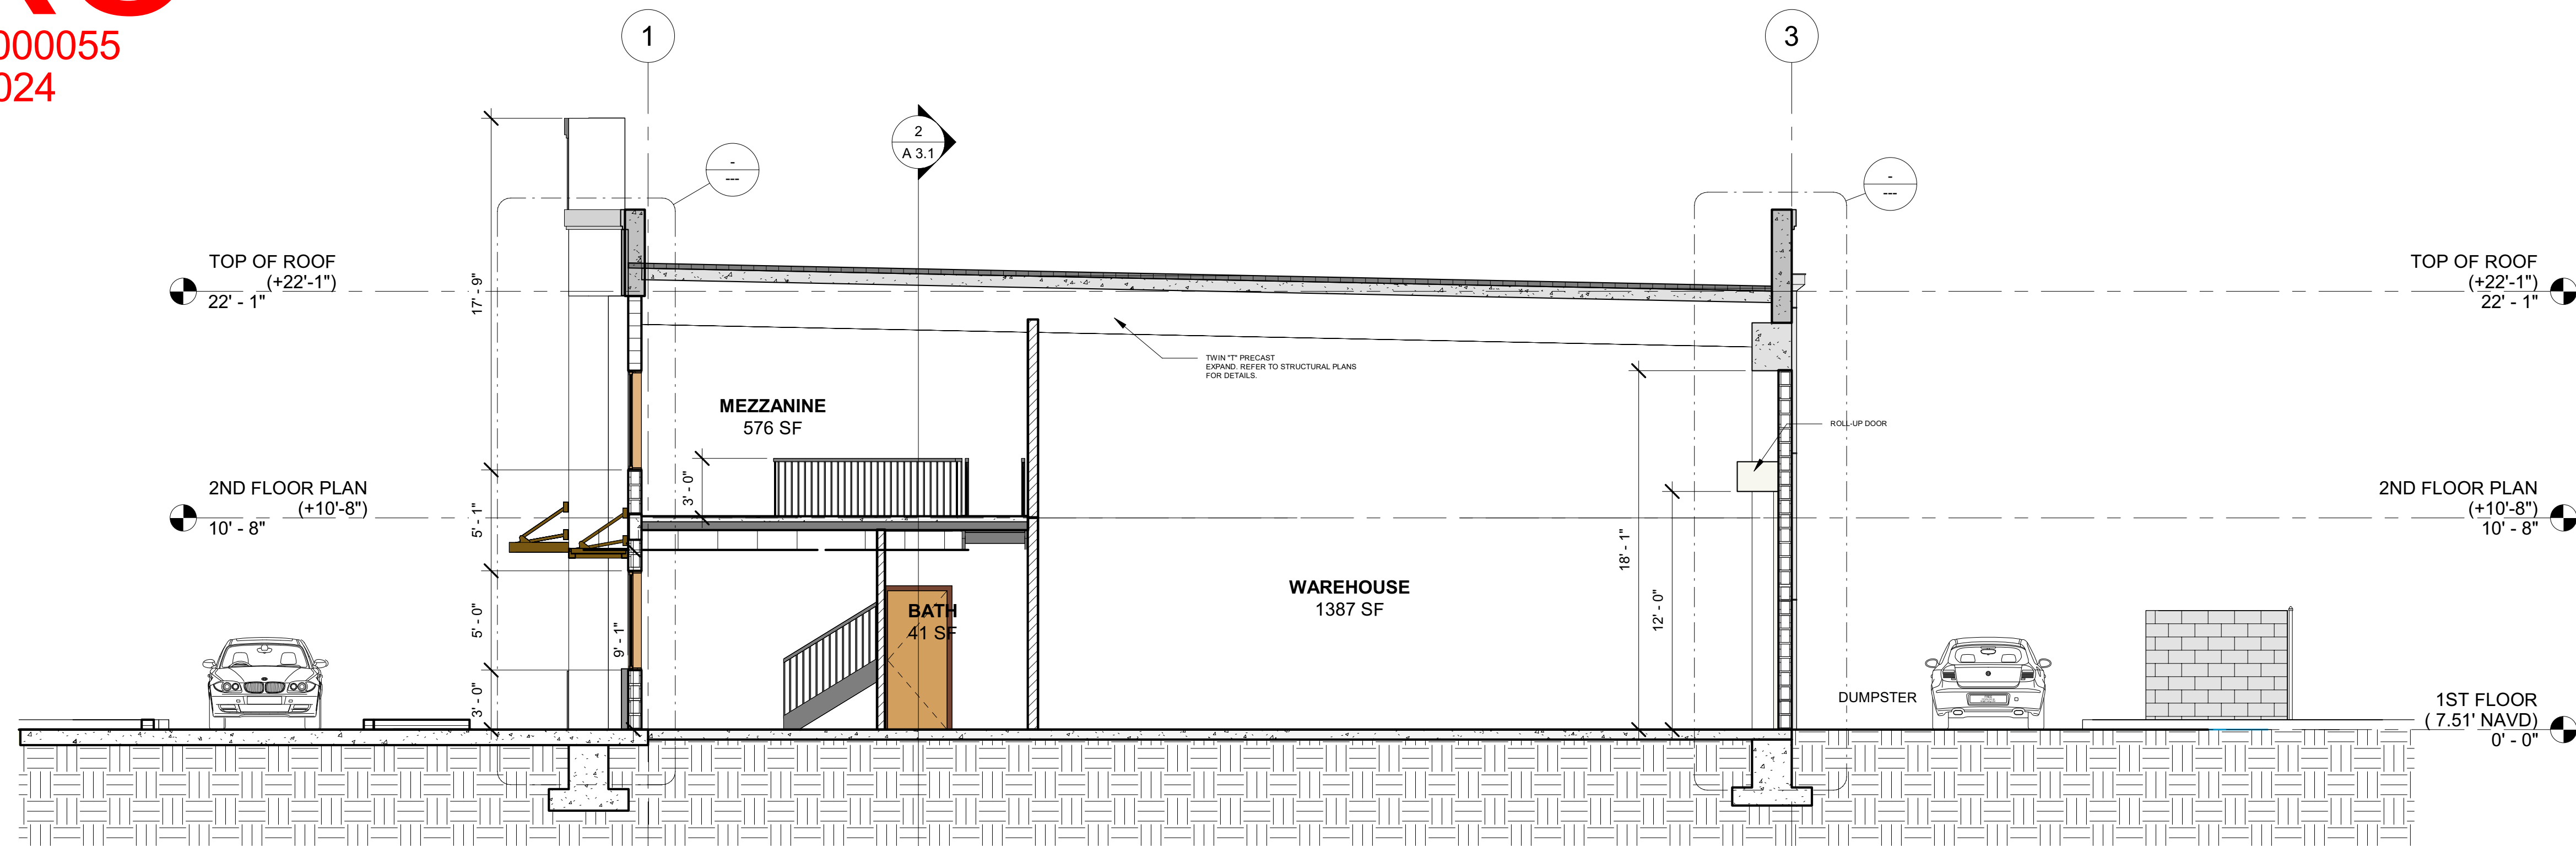 000055
024
1
3
2
A 3.1
-
---
-
---
TOP OF ROOF
(+22'-1")
22' - 1"
TOP OF ROOF
(+22'-1")
22' - 1"
17' - 9"
TWIN "T" PRECAST
EXPAND. REFER TO STRUCTURAL PLANS
FOR DETAILS.
MEZZANINE
576 SF
ROLL-UP DOOR
3' - 0"
2ND FLOOR PLAN
(+10'-8")
10' - 8"
2ND FLOOR PLAN
(+10'-8")
10' - 8"
5' - 1"
18' - 1"
12' - 0"
WAREHOUSE
1387 SF
BATH
41 SF
5' - 0"
9' - 1"
3' - 0"
DUMPSTER
1ST FLOOR
( 7.51' NAVD)
0' - 0"